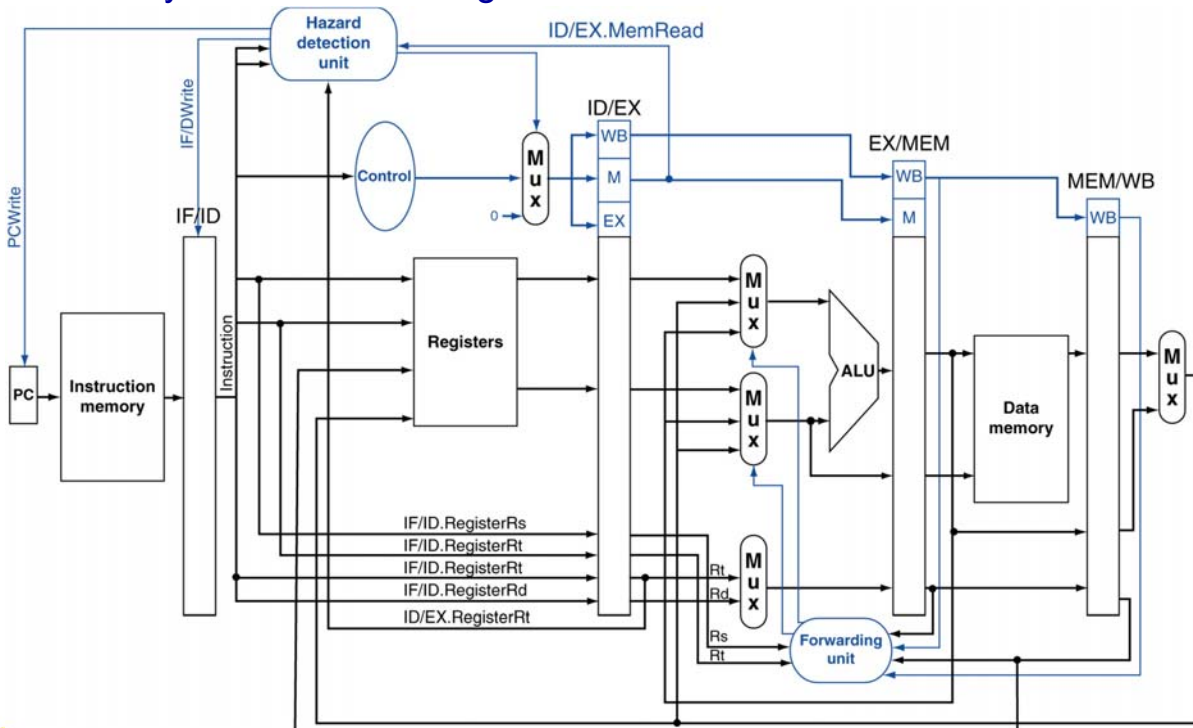 Hazard
detection
unit
ID/EX.MemRead
IF/DWrite
PCWrite
ID/EX
WB
M
EX
Control
M
u
x
0
EX/MEM
WB
M
MEM/WB
WB
IF/ID
PC
Instruction
memory
Instruction
Registers
M
u
x
M
u
x
ALU
Data
memory
M
u
x
IF/ID.RegisterRs
IF/ID.RegisterRt
IF/ID.RegisterRt
IF/ID.RegisterRd
ID/EX.RegisterRt
Rt
Rd
M
u
x
Rs
Rt
Forwarding
unit